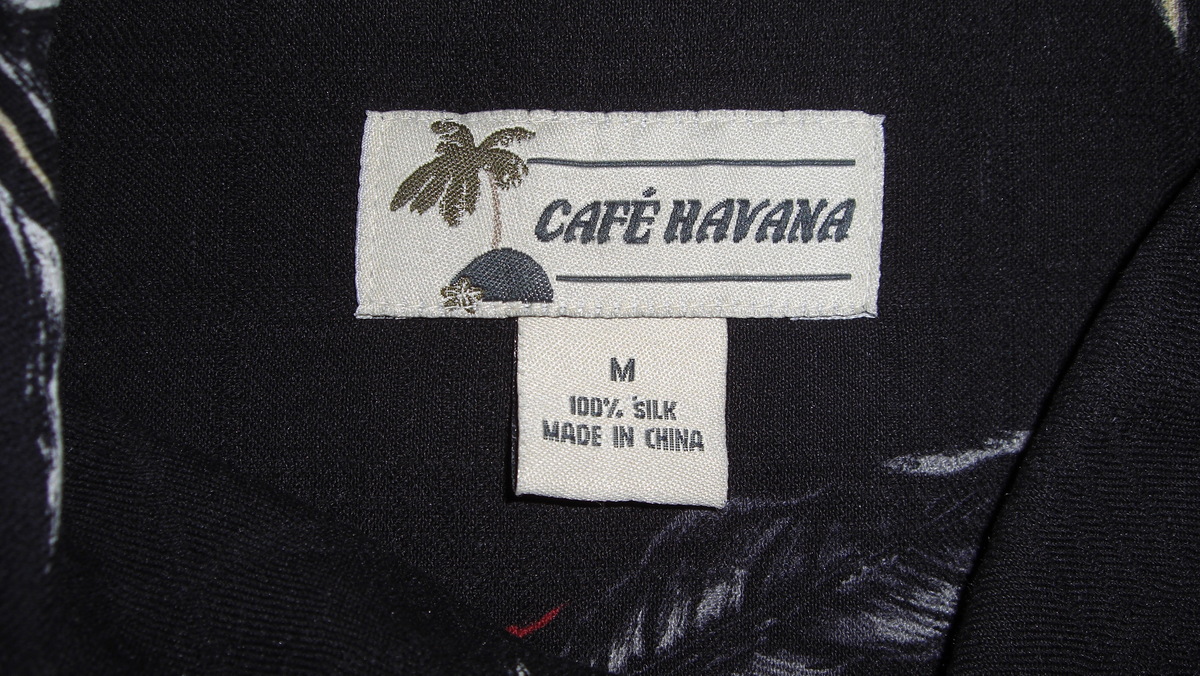 CAFÉ HAVANA
M
100% SILK
MADE IN CHINA